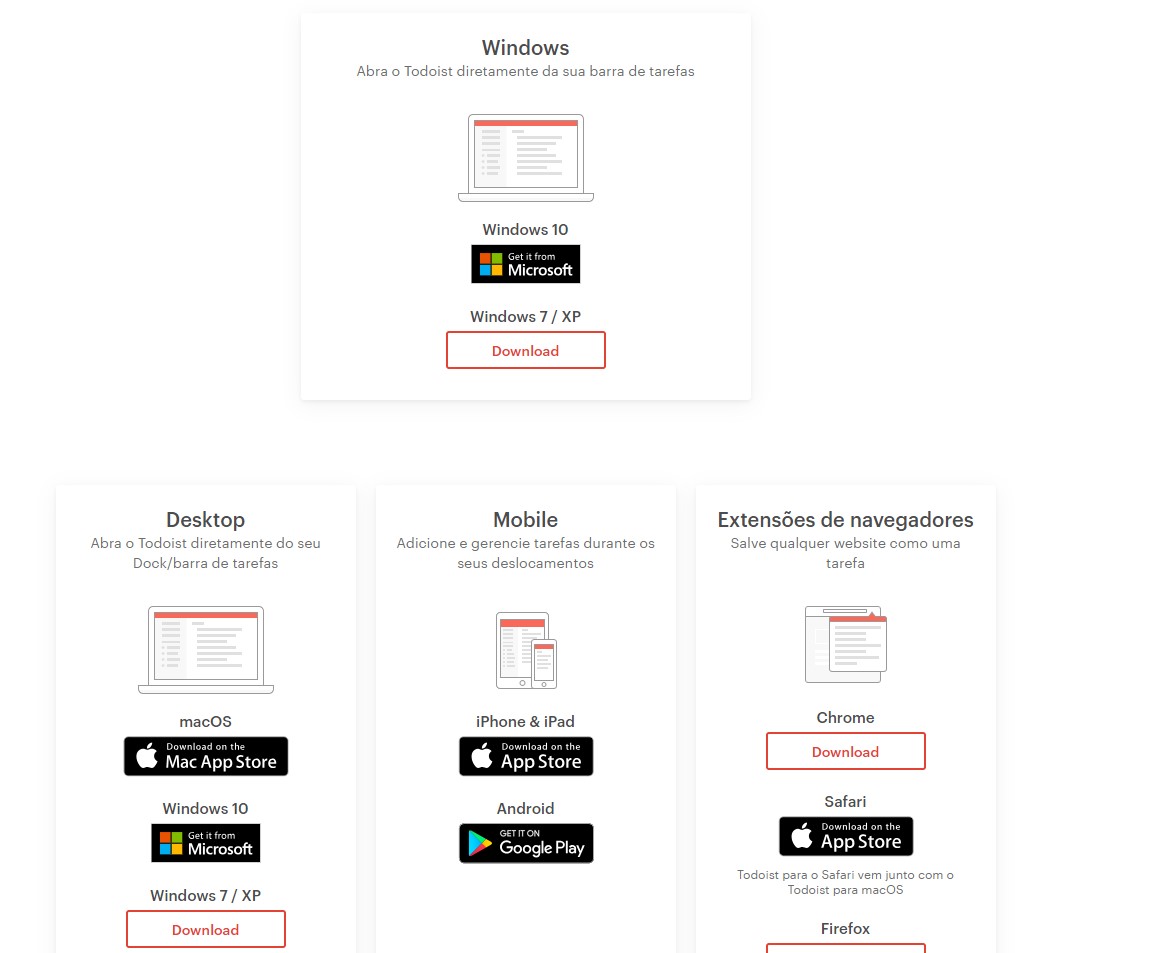 Windows
Abra o Todoist diretamente da sua barra de tarefas
Windows 10
Get it from
Microsoft
Windows 7 / XP
Download
Desktop
Abra o Todoist diretamente do seu
Dock/barra de tarefas
macOS
Download on the
Mac App Store
Windows 10
Get it from
Microsoft
Windows 7 / XP
Download
Mobile
Adicione e gerencie tarefas durante os
seus deslocamentos
iPhone & iPad
Download on the
App Store
Android
GET IT ON
Google Play
Extensões de navegadores
Salve qualquer website como uma
tarefa
Chrome
Download
Safari
Download on the
App Store
Todoist para o Safari vem junto com o
Todoist para macOS
Firefox